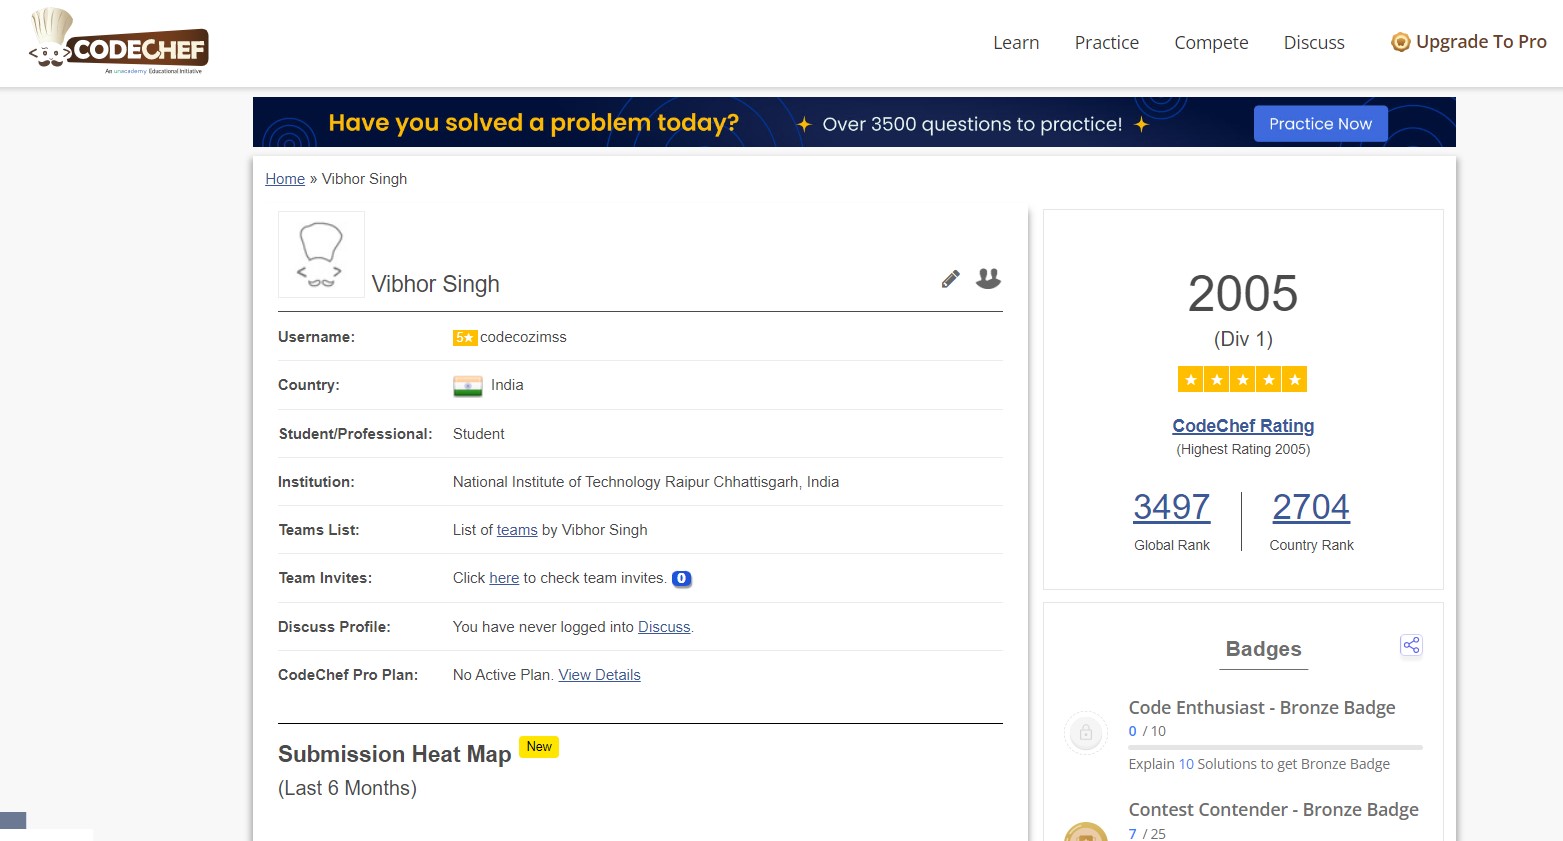 CODECHEF
An unacademy Educational Initiative
Learn Practice Compete Discuss Upgrade To Pro
Have you solved a problem today? Over 3500 questions to practice! Practice Now
Home » Vibhor Singh
Vibhor Singh
Username: 5★ codecozimss
Country: India
Student/Professional: Student
Institution: National Institute of Technology Raipur Chhattisgarh, India
Teams List: List of teams by Vibhor Singh
Team Invites: Click here to check team invites. 0
Discuss Profile: You have never logged into Discuss.
CodeChef Pro Plan: No Active Plan. View Details
Submission Heat Map New
(Last 6 Months)
2005
(Div 1)
★ ★ ★ ★ ★
CodeChef Rating
(Highest Rating 2005)
3497 2704
Global Rank Country Rank
Badges
Code Enthusiast - Bronze Badge
0 / 10
Explain 10 Solutions to get Bronze Badge
Contest Contender - Bronze Badge
7 / 25